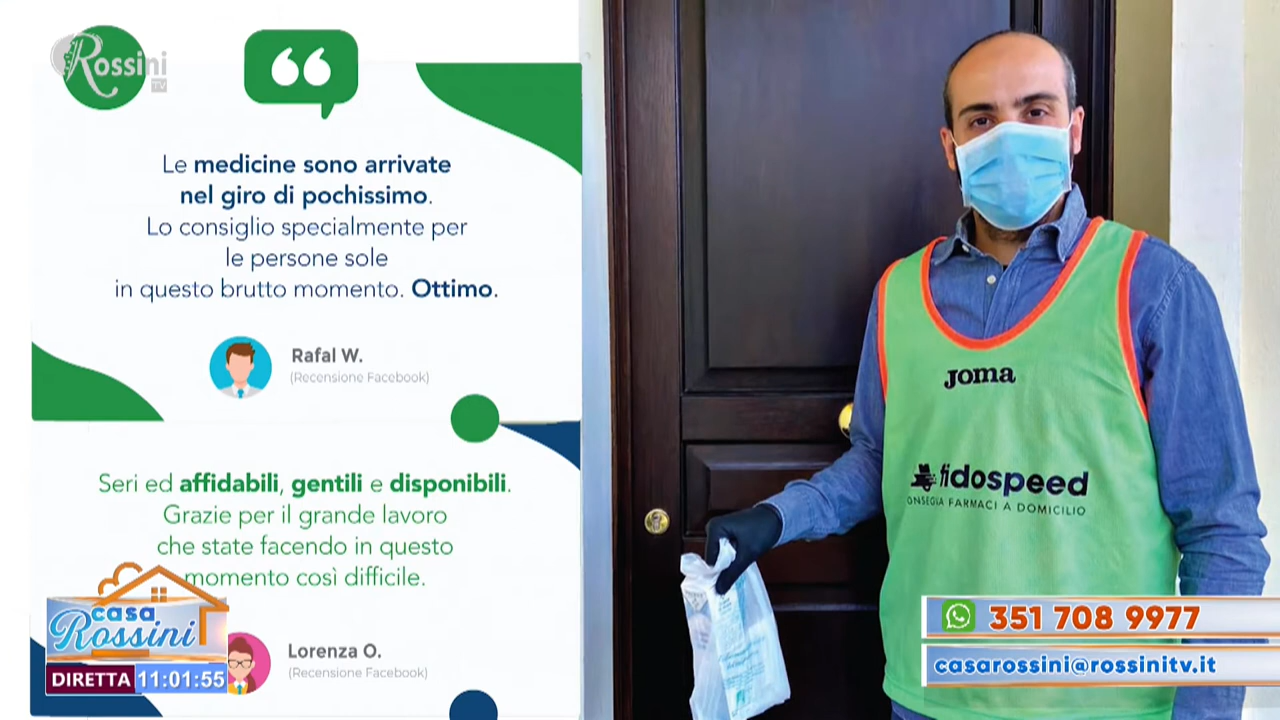 Rossini
TV
Le medicine sono arrivate
nel giro di pochissimo.
Lo consiglio specialmente per
le persone sole
in questo brutto momento. Ottimo.
Rafal W.
(Recensione Facebook)
Seri ed affidabili, gentili e disponibili.
Grazie per il grande lavoro
che state facendo in questo
momento così difficile.
Lorenza O.
(Recensione Facebook)
casa
Rossini
DIRETTA 11:01:55
JOMA
fidospeed
ONSEGNA FARMACI A DOMICILIO
351 708 9977
casarossini@rossinitv.it